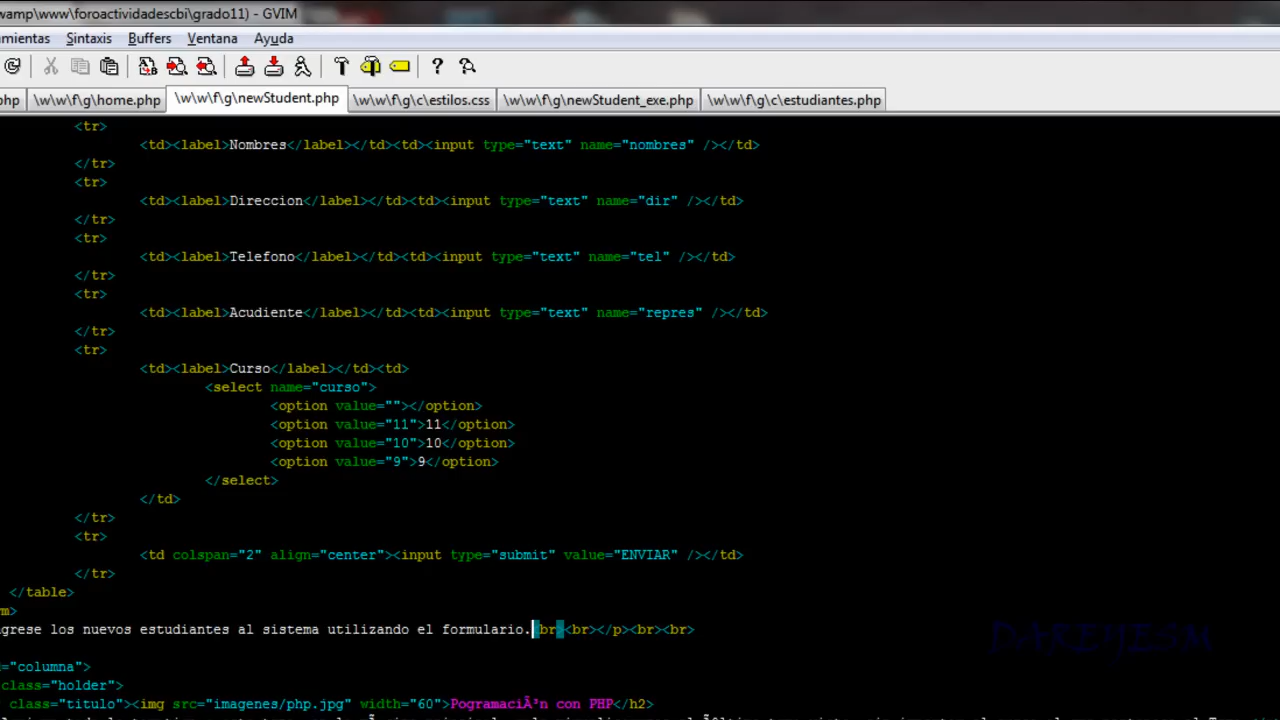 wamp\www\foroactividadescbi\grado11) - GVIM
mientas Sintaxis Buffers Ventana Ayuda
php \w\w\f\g\home.php \w\w\f\g\newStudent.php \w\w\f\g\c\estilos.css \w\w\f\g\newStudent_exe.php \w\w\f\g\c\estudiantes.php
<tr>
<td><label>Nombres</label></td><td><input type="text" name="nombres" /></td>
</tr>
<tr>
<td><label>Direccion</label></td><td><input type="text" name="dir" /></td>
</tr>
<tr>
<td><label>Telefono</label></td><td><input type="text" name="tel" /></td>
</tr>
<tr>
<td><label>Acudiente</label></td><td><input type="text" name="repres" /></td>
</tr>
<tr>
<td><label>Curso</label></td><td>
<select name="curso">
<option value=""></option>
<option value="11">11</option>
<option value="10">10</option>
<option value="9">9</option>
</select>
</td>
</tr>
<tr>
<td colspan="2" align="center"><input type="submit" value="ENVIAR" /></td>
</tr>
</table>
rm>
grese los nuevos estudiantes al sistema utilizando el formulario.<br><br></p><br><br>
d="columna">
class="holder">
class="titulo"><img src="imagenes/php.jpg" width="60">PogramaciÃ³n con PHP</h2>